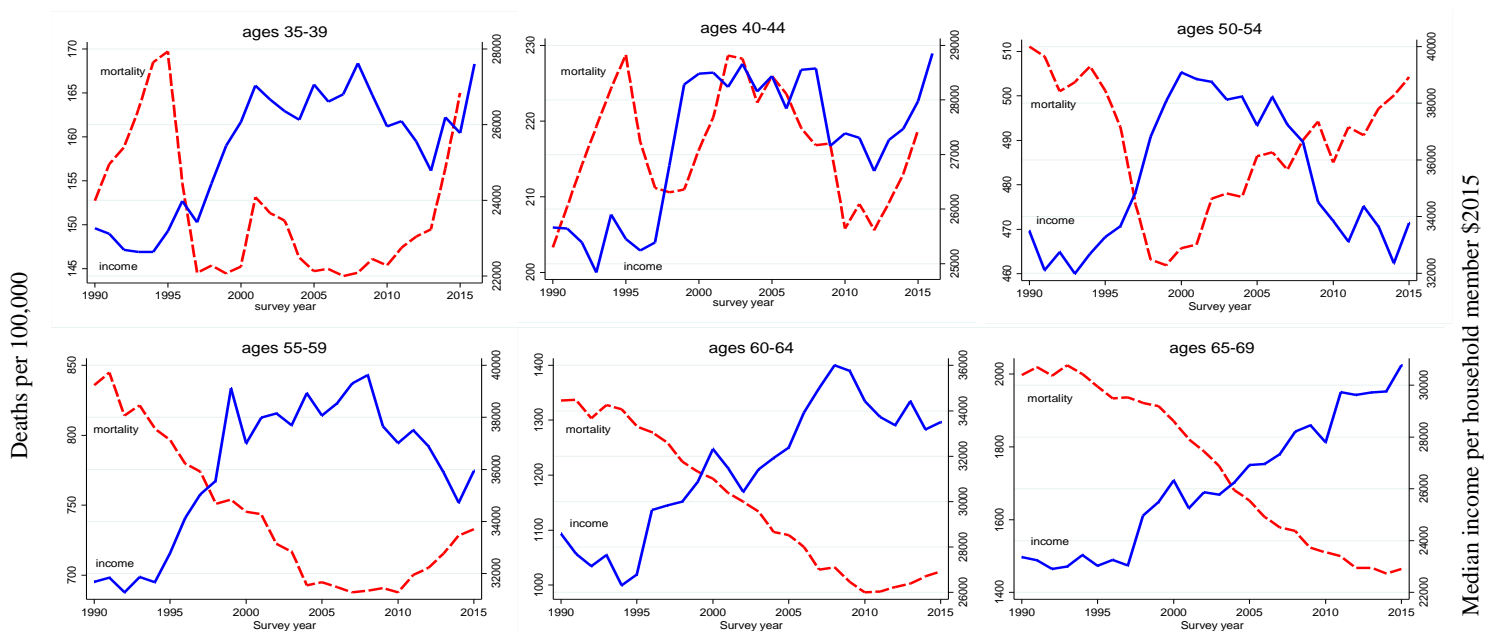 Deaths per 100,000
ages 35-39
170
165
160
155
150
145
mortality
income
28000
26000
24000
22000
1990 1995 2000 2005 2010 2015
survey year
ages 40-44
230
220
210
200
mortality
income
29000
28000
27000
26000
25000
1990 1995 2000 2005 2010 2015
survey year
ages 50-54
510
500
490
480
470
460
mortality
income
40000
38000
36000
34000
32000
1990 1995 2000 2005 2010 2015
Survey year
ages 55-59
850
800
750
700
mortality
income
40000
38000
36000
34000
32000
1990 1995 2000 2005 2010 2015
Survey year
ages 60-64
1400
1300
1200
1100
1000
mortality
income
36000
34000
32000
30000
28000
26000
1990 1995 2000 2005 2010 2015
Survey year
ages 65-69
2000
1800
1600
1400
mortality
income
30000
28000
26000
24000
22000
1990 1995 2000 2005 2010 2015
Survey year
Median income per household member $2015